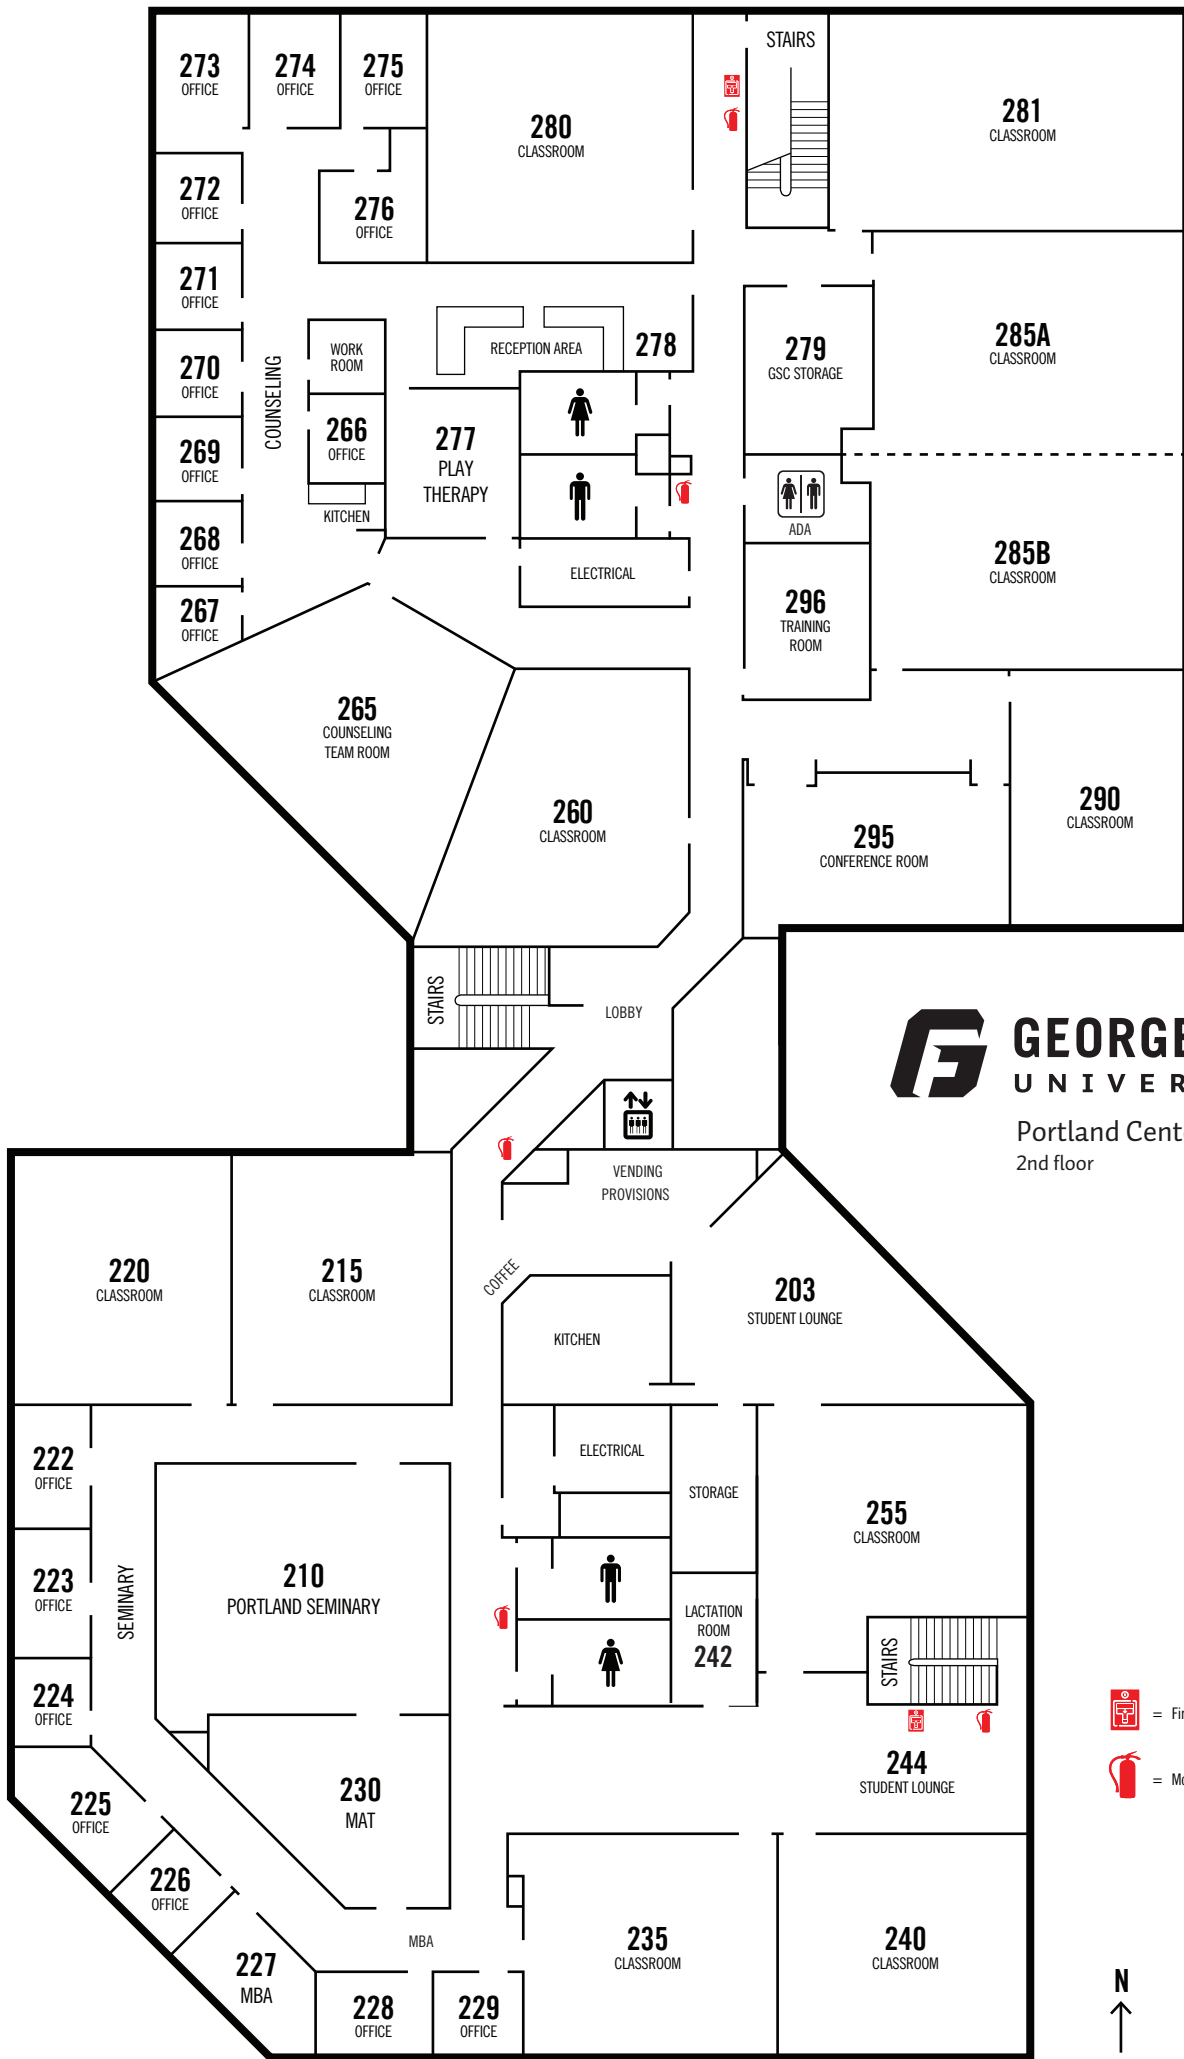 273
OFFICE
274
OFFICE
275
OFFICE
280
CLASSROOM
STAIRS
281
CLASSROOM
272
OFFICE
276
OFFICE
271
OFFICE
270
OFFICE
COUNSELING
WORK
ROOM
RECEPTION AREA
278
279
GSC STORAGE
285A
CLASSROOM
269
OFFICE
266
OFFICE
277
PLAY
THERAPY
KITCHEN
ADA
268
OFFICE
ELECTRICAL
285B
CLASSROOM
267
OFFICE
296
TRAINING
ROOM
265
COUNSELING
TEAM ROOM
260
CLASSROOM
295
CONFERENCE ROOM
290
CLASSROOM
STAIRS
LOBBY
GEORGE
UNIVER
Portland Cent
2nd floor
VENDING
PROVISIONS
220
CLASSROOM
215
CLASSROOM
COFFEE
203
STUDENT LOUNGE
KITCHEN
222
OFFICE
ELECTRICAL
STORAGE
255
CLASSROOM
223
OFFICE
SEMINARY
210
PORTLAND SEMINARY
LACTATION
ROOM
242
STAIRS
224
OFFICE
= Fir
244
STUDENT LOUNGE
= Mo
225
OFFICE
230
MAT
226
OFFICE
MBA
235
CLASSROOM
240
CLASSROOM
227
MBA
228
OFFICE
229
OFFICE
N